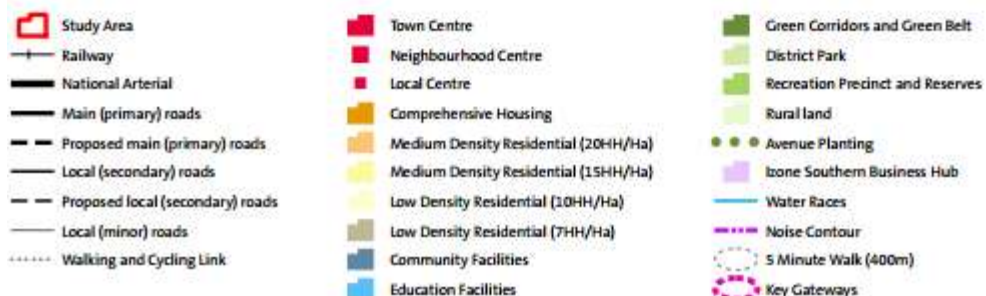 Study Area
Railway
National Arterial
Main (primary) roads
Proposed main (primary) roads
Local (secondary) roads
Proposed local (secondary) roads
Local (minor) roads
Walking and Cycling Link
Town Centre
Neighbourhood Centre
Local Centre
Comprehensive Housing
Medium Density Residential (20HH/Ha)
Medium Density Residential (15HH/Ha)
Low Density Residential (10HH/Ha)
Low Density Residential (7HH/Ha)
Community Facilities
Education Facilities
Green Corridors and Green Belt
District Park
Recreation Precinct and Reserves
Rural land
Avenue Planting
Izone Southern Business Hub
Water Races
Noise Contour
5 Minute Walk (400m)
Key Gateways